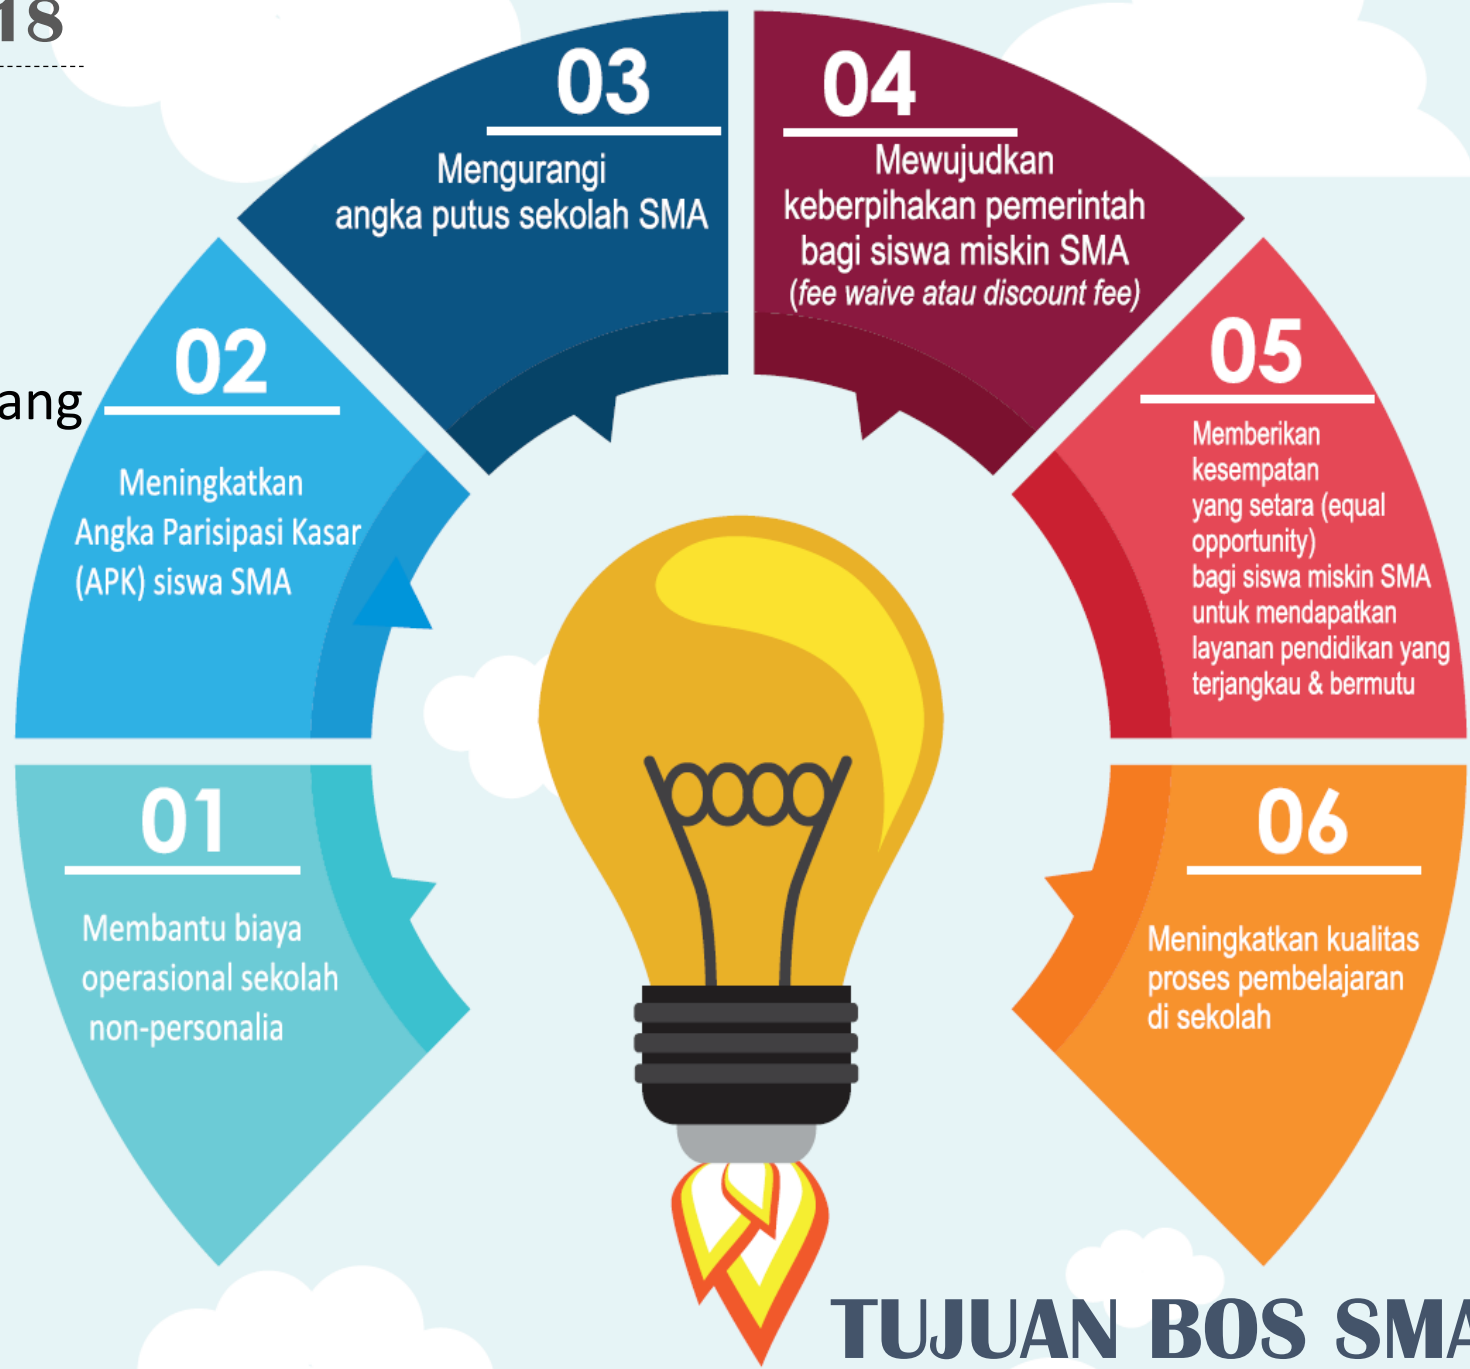 18
ang
01
Membantu biaya
operasional sekolah
non-personalia
02
Meningkatkan
Angka Parisipasi Kasar
(APK) siswa SMA
03
Mengurangi
angka putus sekolah SMA
04
Mewujudkan
keberpihakan pemerintah
bagi siswa miskin SMA
(fee waive atau discount fee)
05
Memberikan
kesempatan
yang setara (equal
opportunity)
bagi siswa miskin SMA
untuk mendapatkan
layanan pendidikan yang
terjangkau & bermutu
06
Meningkatkan kualitas
proses pembelajaran
di sekolah
TUJUAN BOS SMA